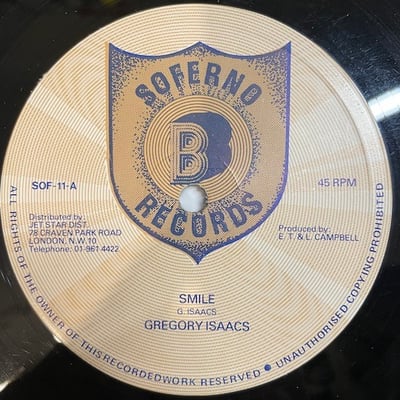 SOFERNO
B
RECORDS
SOF-11-A
45 RPM
Distributed by:
JET STAR DIST.
78 CRAVEN PARK ROAD
LONDON, N.W.10
Telephone: 01-961 4422
Produced by:
E. T. & L. CAMPBELL
SMILE
G. ISAACS
GREGORY ISAACS
ALL RIGHTS OF THE OWNER OF THIS RECORDEDWORK RESERVED ● UNAUTHORISED COPYING PROHIBITED